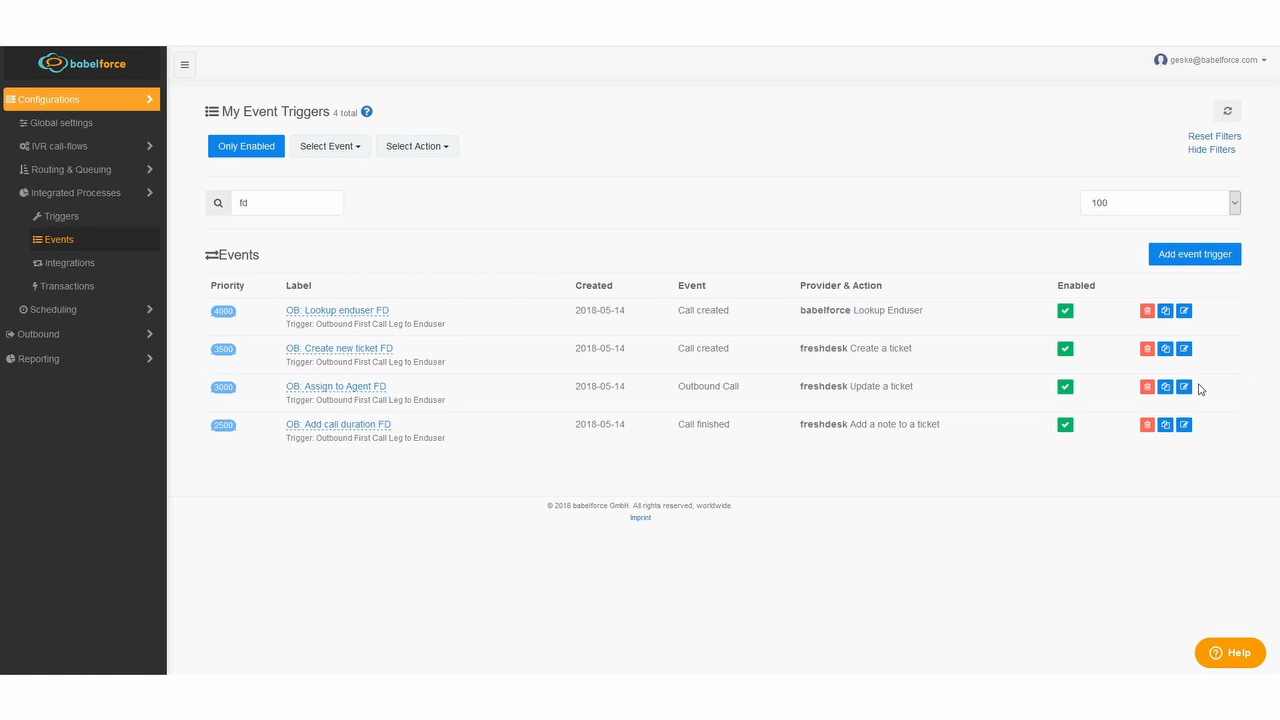 babelforce
geske@babelforce.com
Configurations
Global settings
IVR call-flows
Routing & Queuing
Integrated Processes
Triggers
Events
Integrations
Transactions
Scheduling
Outbound
Reporting
My Event Triggers 4 total ?
Only Enabled Select Event Select Action
Reset Filters
Hide Filters
fd
100
Events
Add event trigger
Priority Label Created Event Provider & Action Enabled
4000 OB: Lookup enduser FD 2018-05-14 Call created babelforce Lookup Enduser
Trigger: Outbound First Call Leg to Enduser
3500 OB: Create new ticket FD 2018-05-14 Call created freshdesk Create a ticket
Trigger: Outbound First Call Leg to Enduser
3000 OB: Assign to Agent FD 2018-05-14 Outbound Call freshdesk Update a ticket
Trigger: Outbound First Call Leg to Enduser
2500 OB: Add call duration FD 2018-05-14 Call finished freshdesk Add a note to a ticket
Trigger: Outbound First Call Leg to Enduser
© 2018 babelforce GmbH. All rights reserved, worldwide.
Imprint
? Help